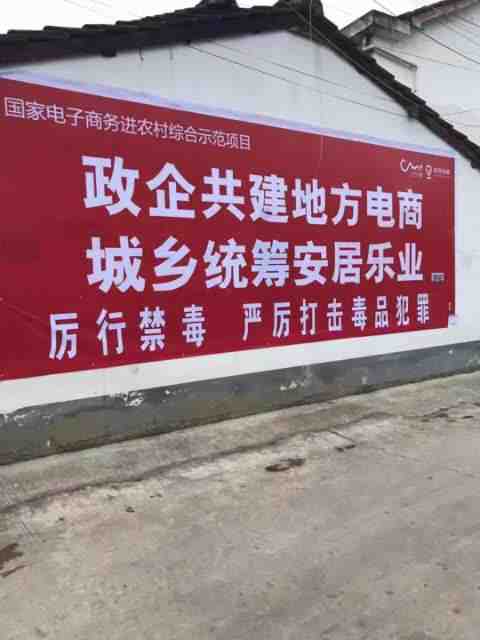 国家电子商务进农村综合示范项目
政企共建地方电商
城乡统筹安居乐业
厉行禁毒 严厉打击毒品犯罪